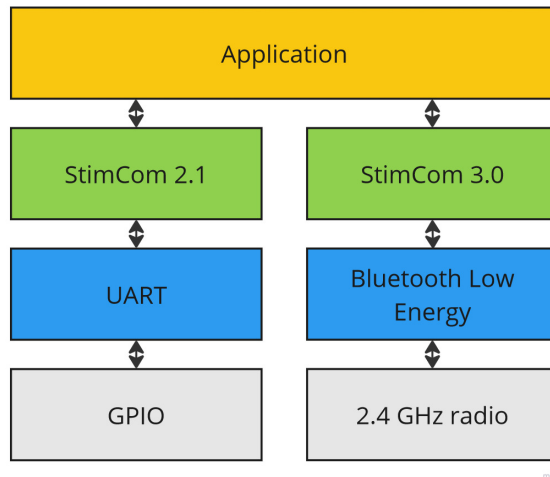 Application
StimCom 2.1
StimCom 3.0
UART
Bluetooth Low
Energy
GPIO
2.4 GHz radio